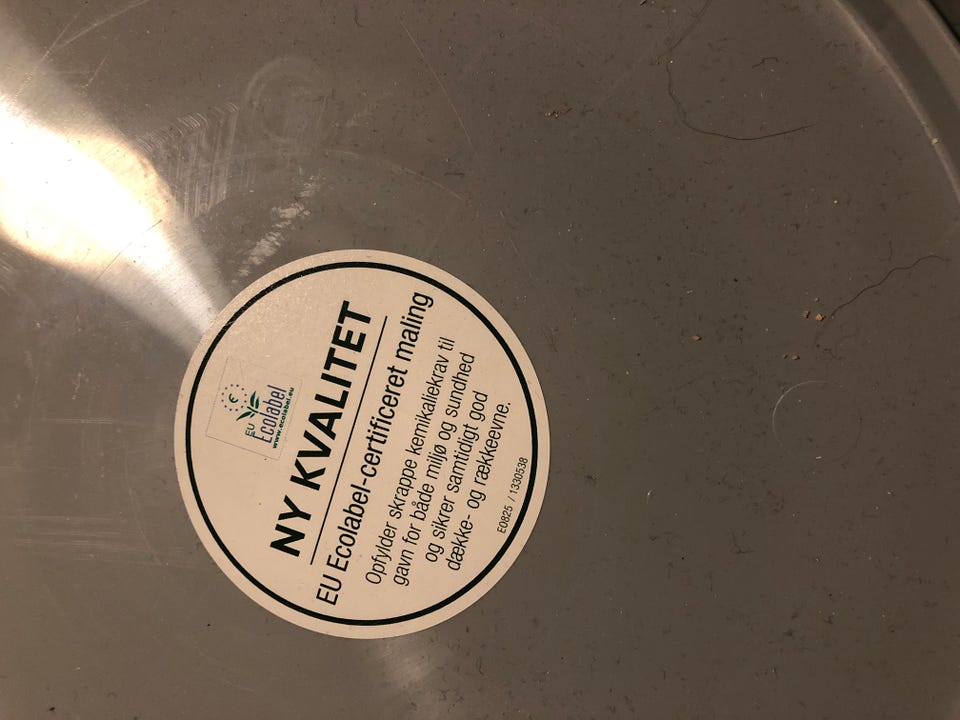 EU
Ecolabel
www.ecolabel.eu
NY KVALITET
EU Ecolabel-certificeret maling
Opfylder skrappe kemikaliekrav til
gavn for både miljø og sundhed
og sikrer samtidigt god
dække- og rækkeevne.
E0825 / 1330538